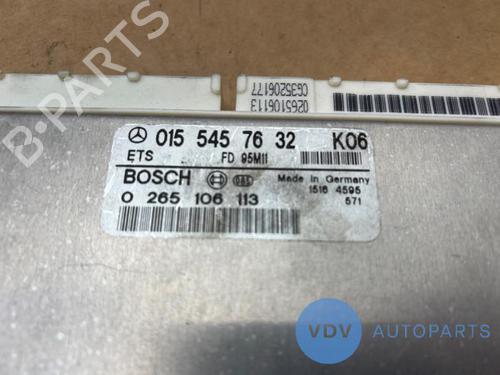 0265106113
CG35206177
015 545 76 32 K06
ETS FD 95M11
BOSCH Made in Germany
0 265 106 113 1516 4595
571
B-PARTS
VDV AUTOPARTS